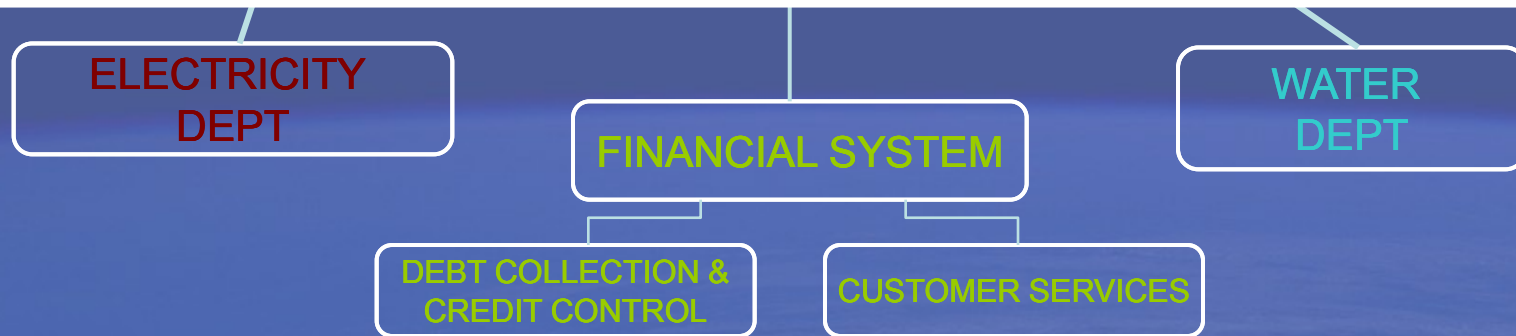 ELECTRICITY
DEPT
FINANCIAL SYSTEM
WATER
DEPT
DEBT COLLECTION &
CREDIT CONTROL
CUSTOMER SERVICES